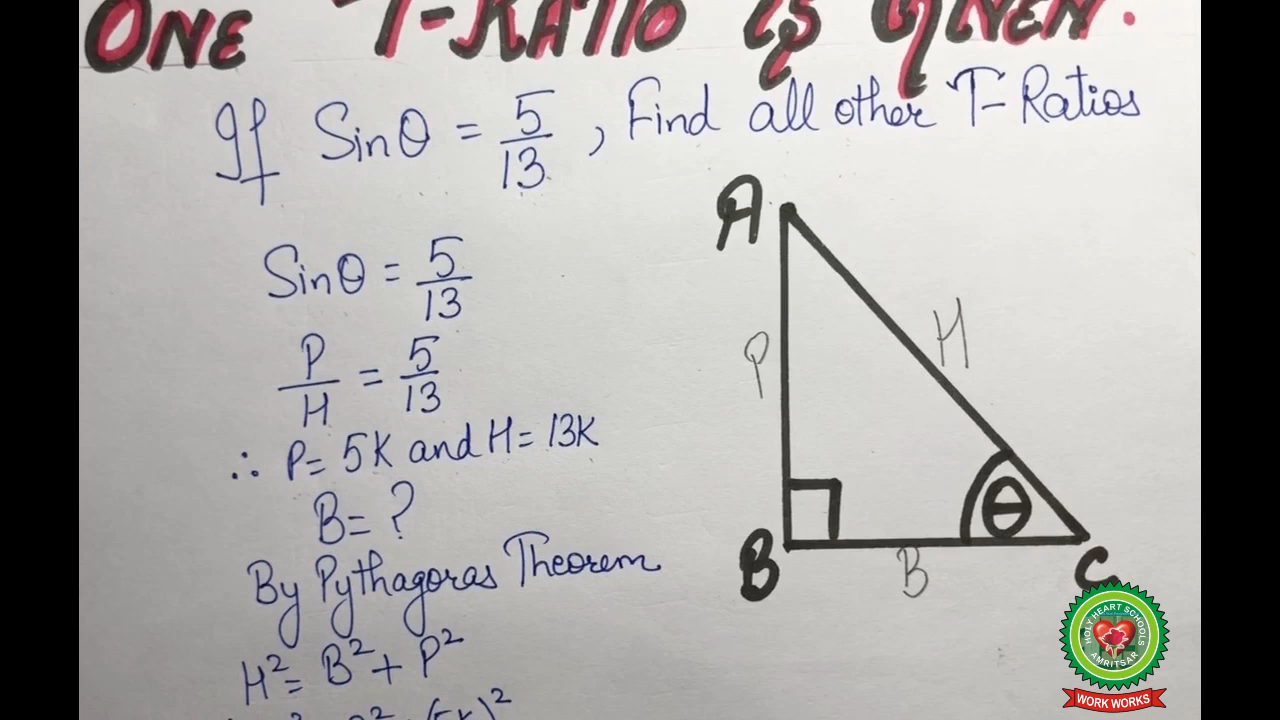 ONE T-RATIO IS GIVEN.
If Sinθ = 5/13, Find all other T-Ratios
Sinθ = 5/13
P/H = 5/13
∴ P= 5K and H= 13K
B= ?
By Pythagoras Theorem
H²= B²+ P²
A
P
H
B
B
θ
C
HOLY HEART SCHOOLS
AMRITSAR
WORK WORKS